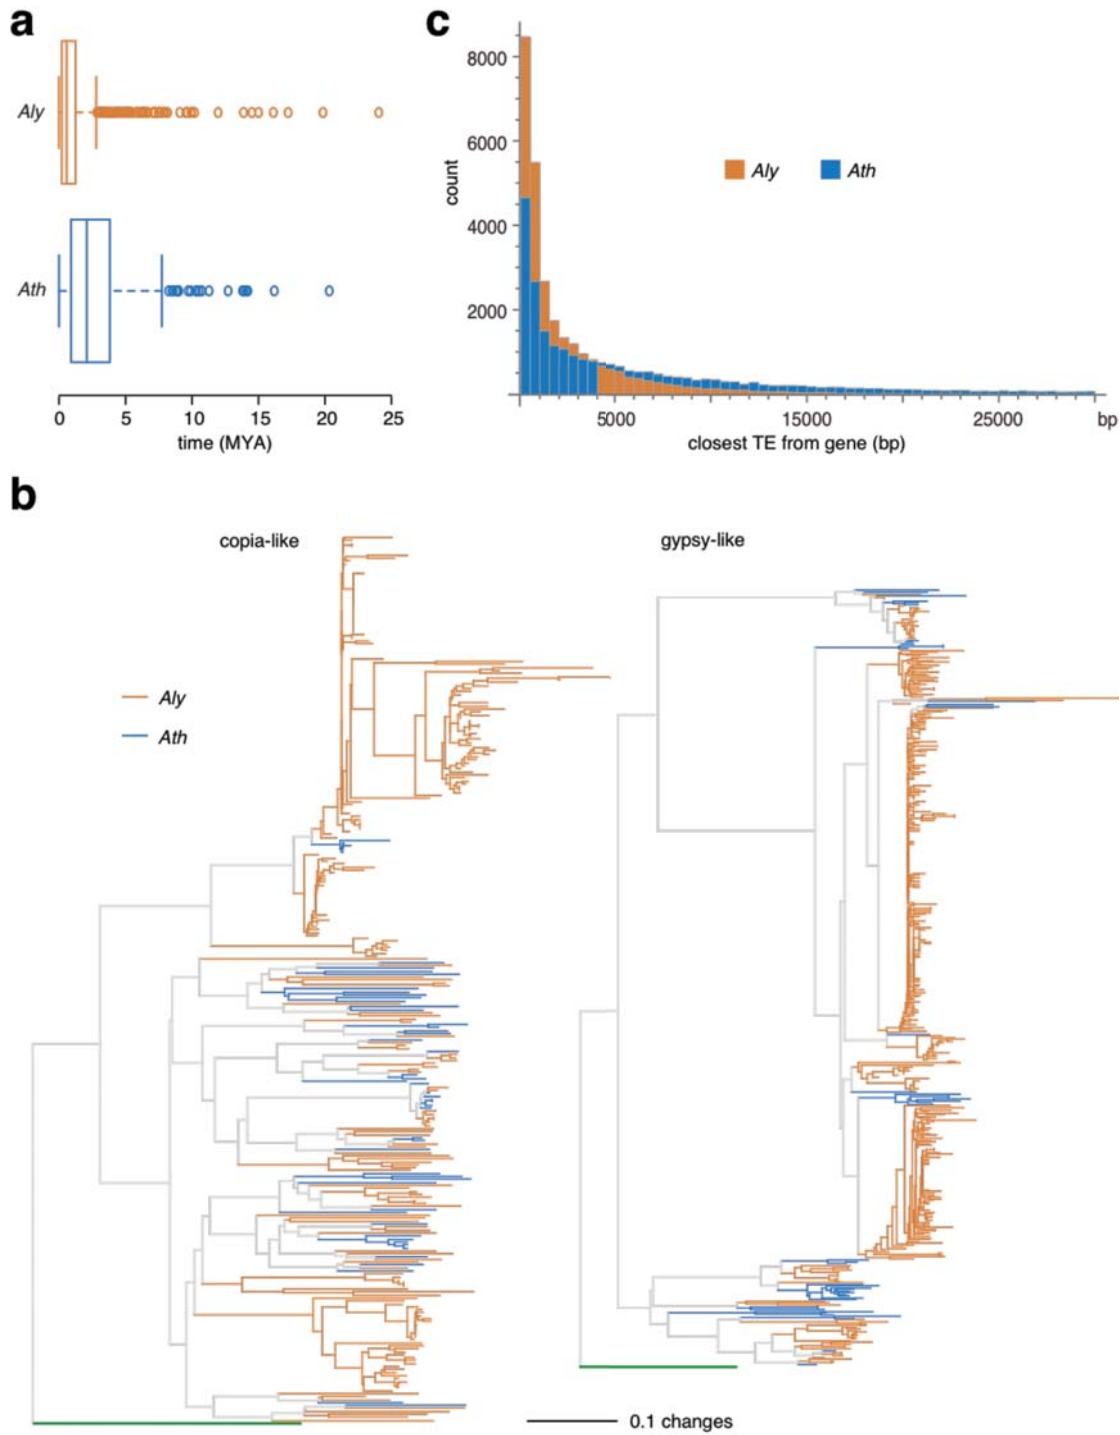 a
Aly
Ath
0 5 10 15 20 25
time (MYA)
c
8000
6000
4000
2000
count
Aly Ath
5000 15000 25000 bp
closest TE from gene (bp)
b
copia-like
gypsy-like
Aly
Ath
0.1 changes